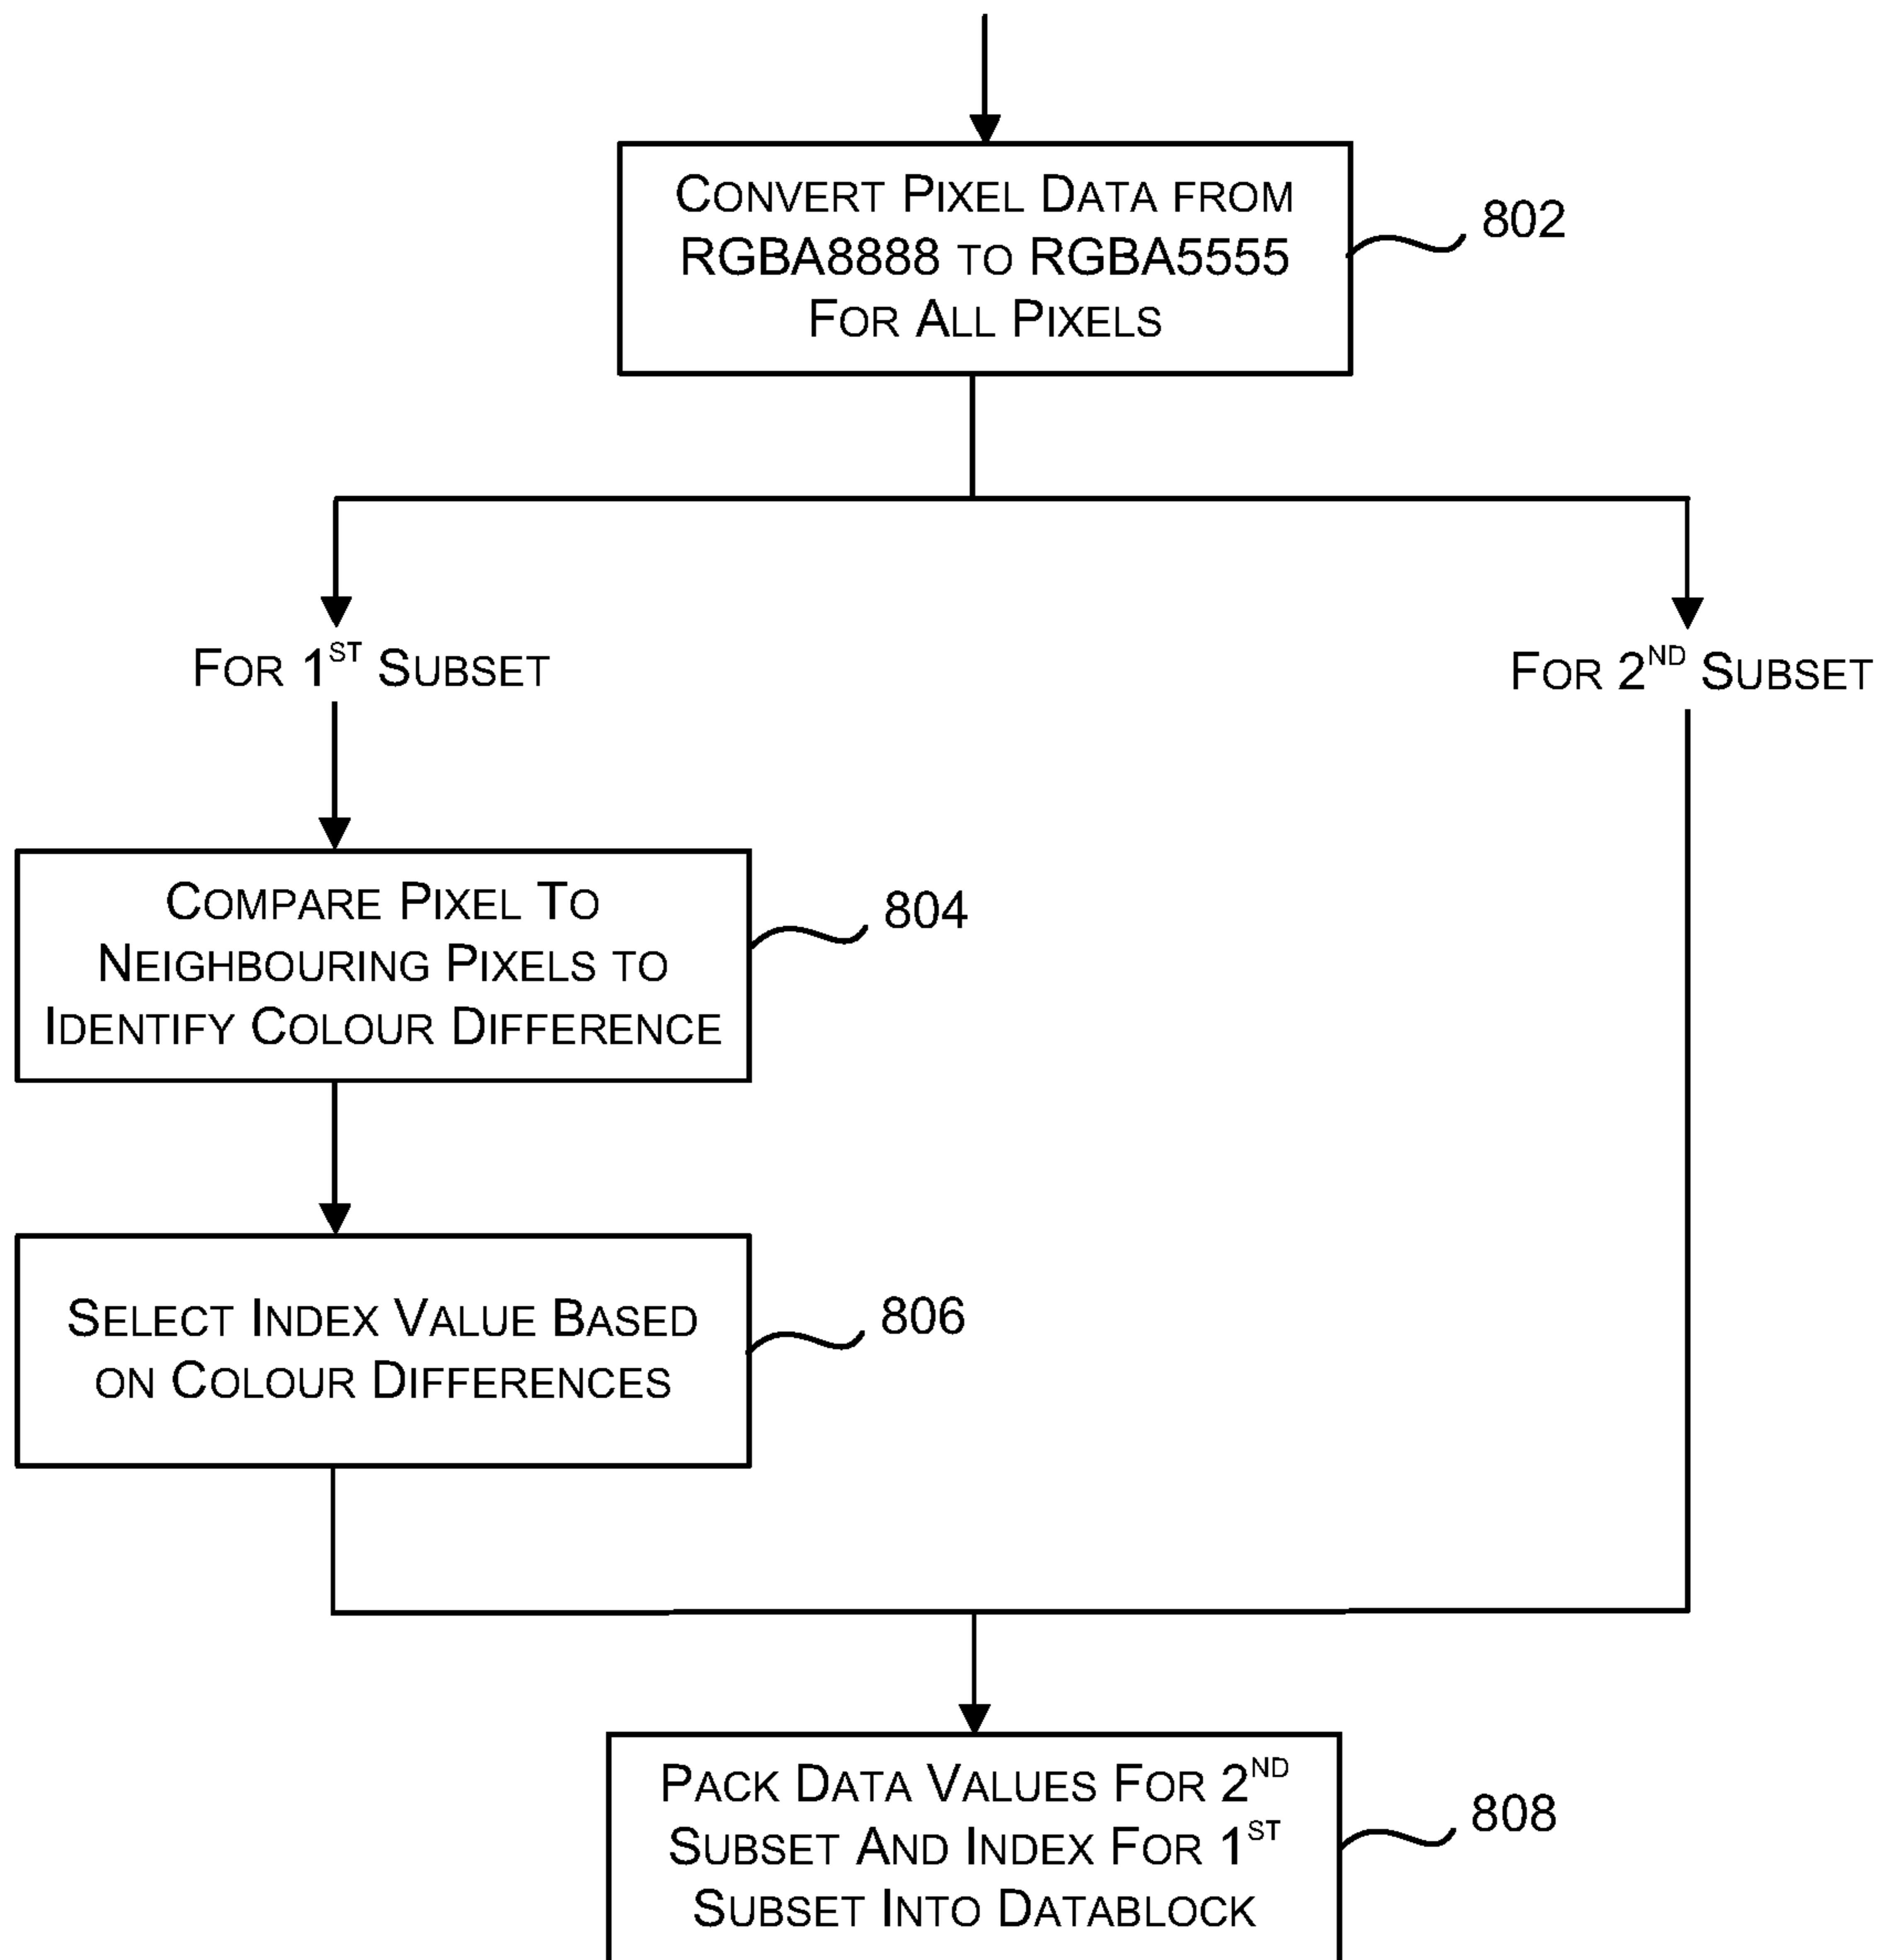 CONVERT PIXEL DATA FROM
RGBA8888 TO RGBA5555
FOR ALL PIXELS
802
FOR 1ST SUBSET
FOR 2ND SUBSET
COMPARE PIXEL TO
NEIGHBOURING PIXELS TO
IDENTIFY COLOUR DIFFERENCE
804
SELECT INDEX VALUE BASED
ON COLOUR DIFFERENCES
806
PACK DATA VALUES FOR 2ND
SUBSET AND INDEX FOR 1ST
SUBSET INTO DATABLOCK
808